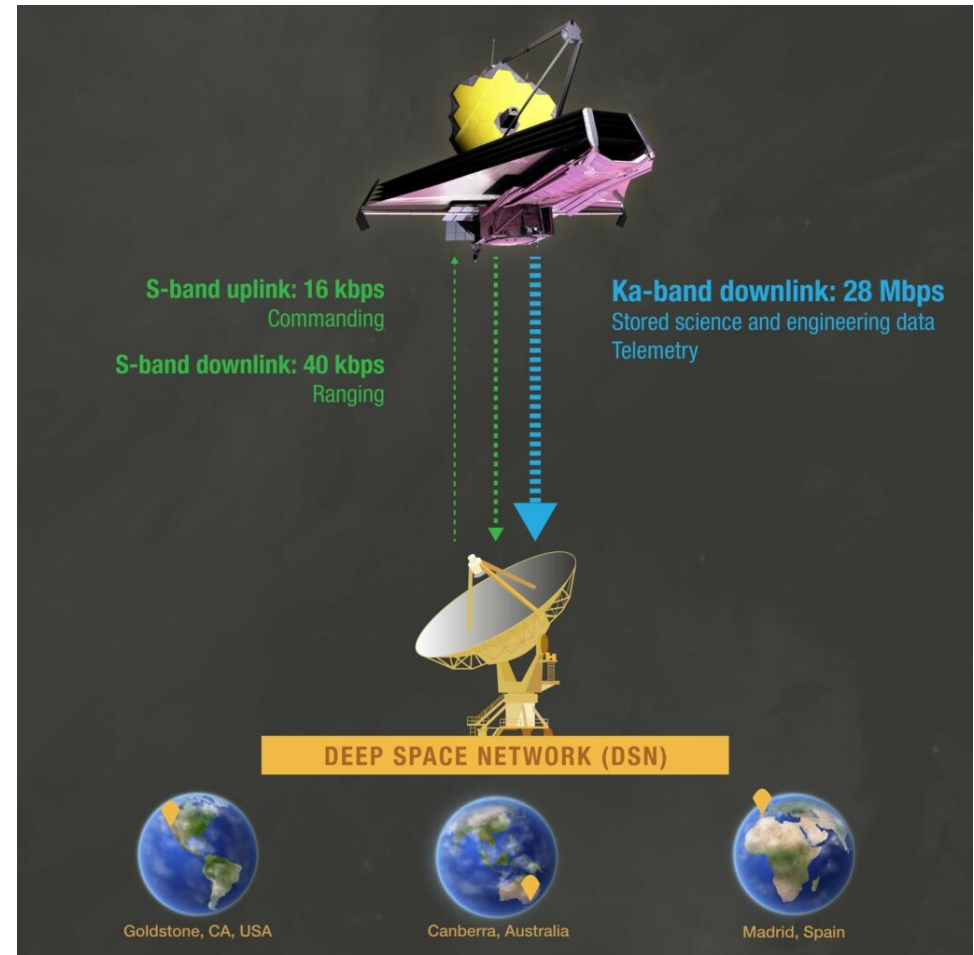 S-band uplink: 16 kbps
Commanding
S-band downlink: 40 kbps
Ranging
Ka-band downlink: 28 Mbps
Stored science and engineering data
Telemetry
DEEP SPACE NETWORK (DSN)
Goldstone, CA, USA
Canberra, Australia
Madrid, Spain